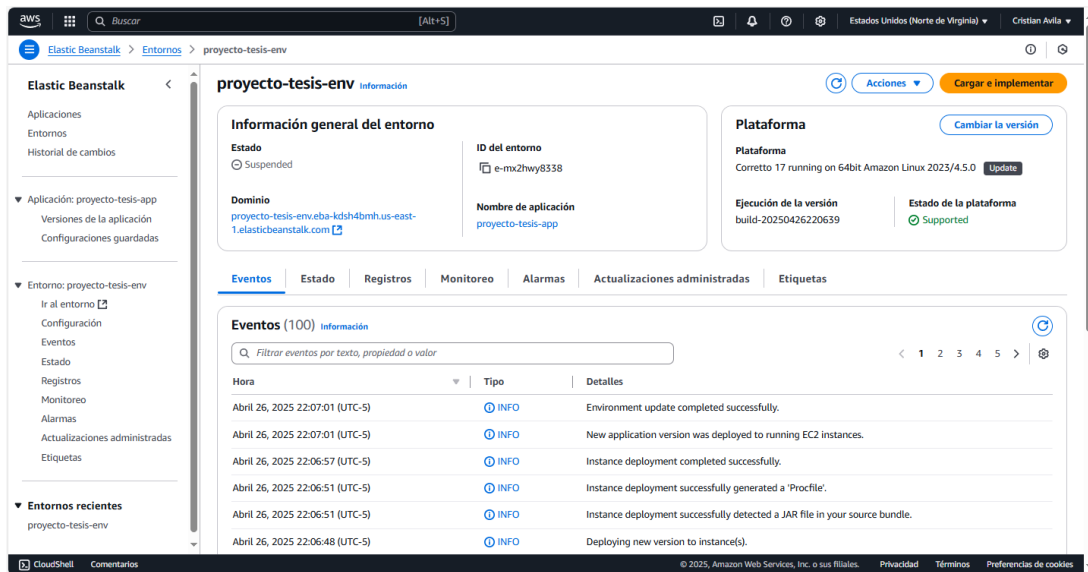 aws
Buscar [Alt+S]
Estados Unidos (Norte de Virginia)
Cristian Avila
Elastic Beanstalk > Entornos > proyecto-tesis-env
Elastic Beanstalk
Aplicaciones
Entornos
Historial de cambios
Aplicación: proyecto-tesis-app
Versiones de la aplicación
Configuraciones guardadas
Entorno: proyecto-tesis-env
Ir al entorno
Configuración
Eventos
Estado
Registros
Monitoreo
Alarmas
Actualizaciones administradas
Etiquetas
Entornos recientes
proyecto-tesis-env
proyecto-tesis-env Información
Acciones
Cargar e implementar
Información general del entorno
Estado
Suspended
ID del entorno
e-mx2hwy8338
Dominio
proyecto-tesis-env.eba-kdsh4bmh.us-east-
1.elasticbeanstalk.com
Nombre de aplicación
proyecto-tesis-app
Plataforma
Cambiar la versión
Plataforma
Corretto 17 running on 64bit Amazon Linux 2023/4.5.0 Update
Ejecución de la versión
build-20250426220639
Estado de la plataforma
Supported
Eventos Estado Registros Monitoreo Alarmas Actualizaciones administradas Etiquetas
Eventos (100) Información
Filtrar eventos por texto, propiedad o valor
< 1 2 3 4 5 >
Hora Tipo Detalles
Abril 26, 2025 22:07:01 (UTC-5) INFO Environment update completed successfully.
Abril 26, 2025 22:07:01 (UTC-5) INFO New application version was deployed to running EC2 instances.
Abril 26, 2025 22:06:57 (UTC-5) INFO Instance deployment completed successfully.
Abril 26, 2025 22:06:51 (UTC-5) INFO Instance deployment successfully generated a 'Procfile'.
Abril 26, 2025 22:06:51 (UTC-5) INFO Instance deployment successfully detected a JAR file in your source bundle.
Abril 26, 2025 22:06:48 (UTC-5) INFO Deploying new version to instance(s).
CloudShell Comentarios © 2025, Amazon Web Services, Inc. o sus filiales. Privacidad Términos Preferencias de cookies